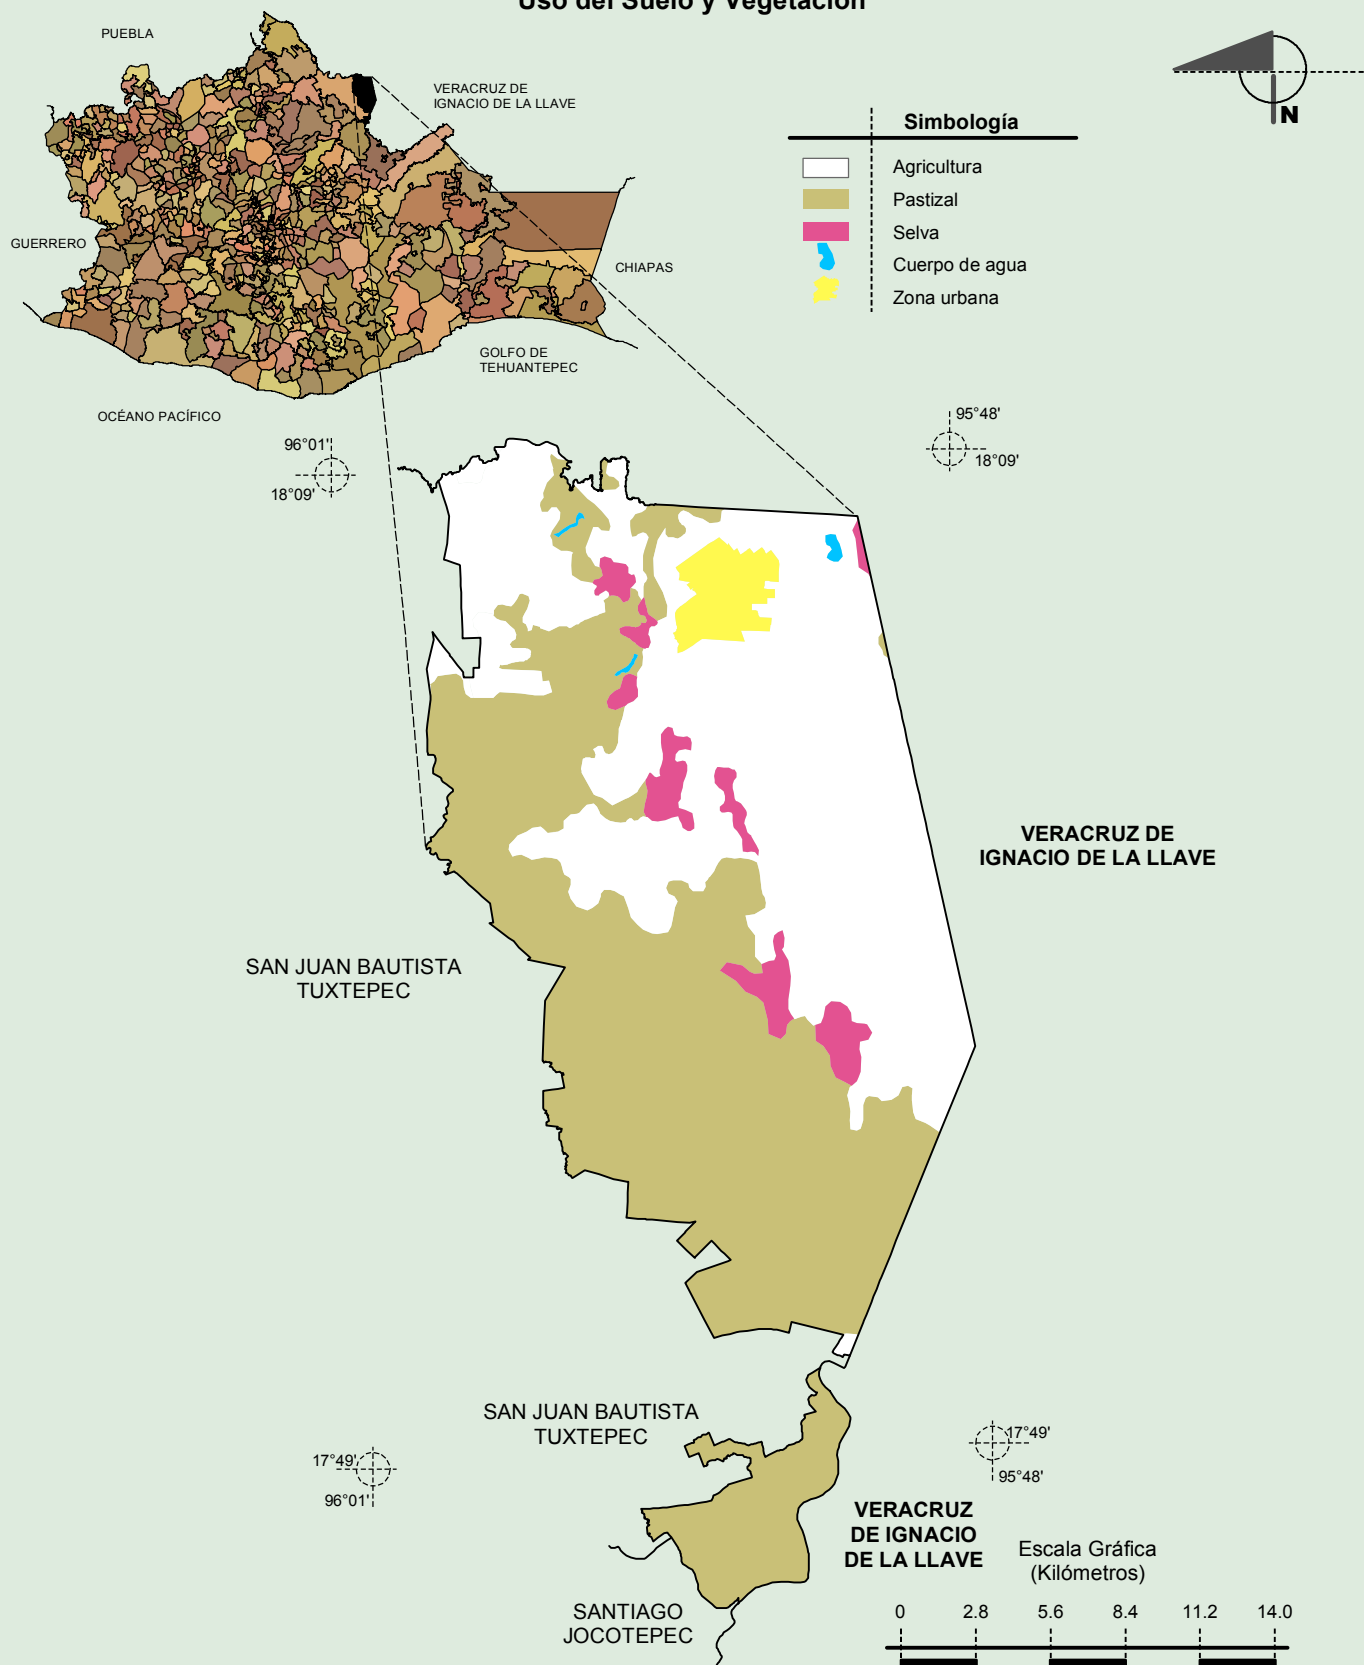 Uso del Suelo y Vegetación
PUEBLA
VERACRUZ DE
IGNACIO DE LA LLAVE
GUERRERO
CHIAPAS
GOLFO DE
TEHUANTEPEC
OCÉANO PACÍFICO
N
Simbología
Agricultura
Pastizal
Selva
Cuerpo de agua
Zona urbana
96°01'
18°09'
95°48'
18°09'
VERACRUZ DE
IGNACIO DE LA LLAVE
SAN JUAN BAUTISTA
TUXTEPEC
SAN JUAN BAUTISTA
TUXTEPEC
17°49'
96°01'
17°49'
95°48'
VERACRUZ
DE IGNACIO
DE LA LLAVE
SANTIAGO
JOCOTEPEC
Escala Gráfica
(Kilómetros)
0 2.8 5.6 8.4 11.2 14.0